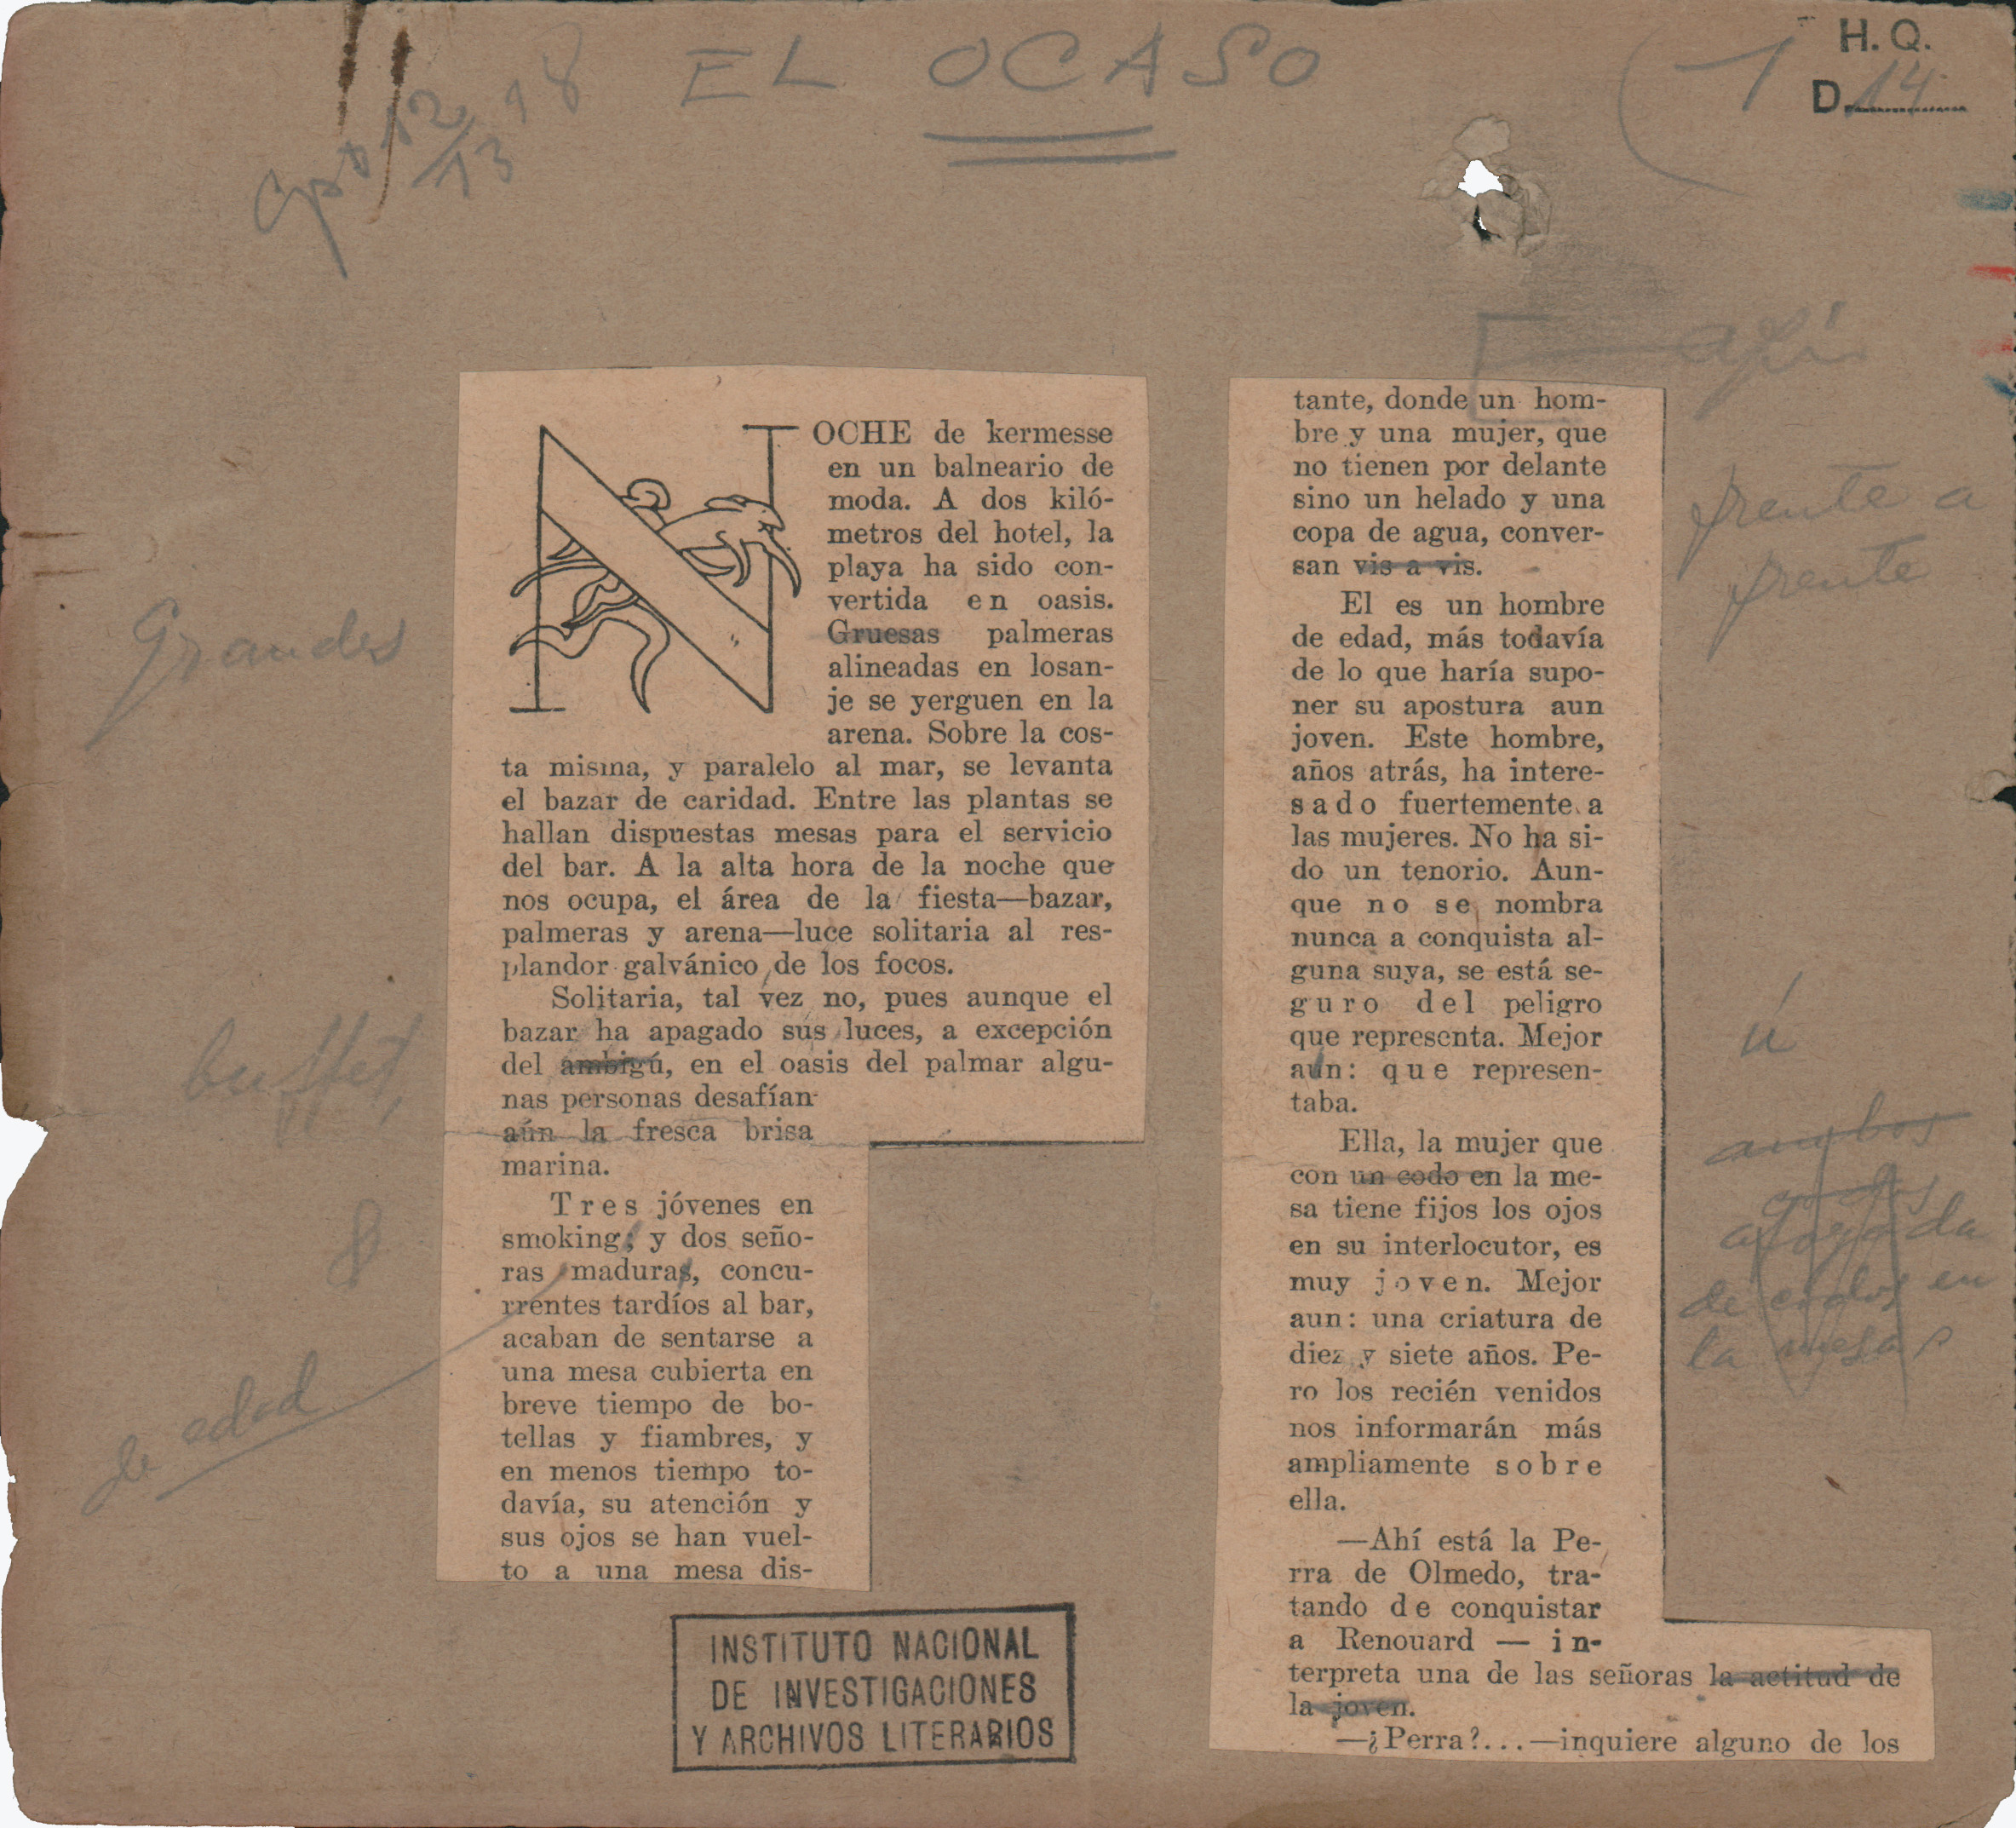 EL OCASO
H. Q.
D. 14
1
12
13
8
NOCHE de kermesse
en un balneario de
moda. A dos kiló-
metros del hotel, la
playa ha sido con-
vertida en oasis.
Gruesas palmeras
alineadas en losan-
je se yerguen en la
arena. Sobre la cos-
ta misma, y paralelo al mar, se levanta
el bazar de caridad. Entre las plantas se
hallan dispuestas mesas para el servicio
del bar. A la alta hora de la noche que
nos ocupa, el área de la fiesta—bazar,
palmeras y arena—luce solitaria al res-
plandor galvánico de los focos.
Solitaria, tal vez no, pues aunque el
bazar ha apagado sus luces, a excepción
del ambigú, en el oasis del palmar algu-
nas personas desafían
aún la fresca brisa
marina.
Tres jóvenes en
smoking; y dos seño-
ras maduras, concu-
rrentes tardíos al bar,
acaban de sentarse a
una mesa cubierta en
breve tiempo de bo-
tellas y fiambres, y
en menos tiempo to-
davía, su atención y
sus ojos se han vuel-
to a una mesa dis-
Grandes
buffet,
8
de edad
INSTITUTO NACIONAL
DE INVESTIGACIONES
Y ARCHIVOS LITERARIOS
tante, donde un hom-
bre y una mujer, que
no tienen por delante
sino un helado y una
copa de agua, conver-
san vis a vis.
El es un hombre
de edad, más todavía
de lo que haría supo-
ner su apostura aun
joven. Este hombre,
años atrás, ha intere-
sado fuertemente a
las mujeres. No ha si-
do un tenorio. Aun-
que no se nombra
nunca a conquista al-
guna suya, se está se-
guro del peligro
que representa. Mejor
aún: que represen-
taba.
Ella, la mujer que
con un codo en la me-
sa tiene fijos los ojos
en su interlocutor, es
muy joven. Mejor
aun: una criatura de
diez y siete años. Pe-
ro los recién venidos
nos informarán más
ampliamente sobre
ella.
—Ahí está la Pe-
rra de Olmedo, tra-
tando de conquistar
a Renouard — in-
terpreta una de las señoras la actitud de
la joven.
—¿Perra?...—inquiere alguno de los
frente a
frente
ú
ambos
codos
de codos en
la mesa